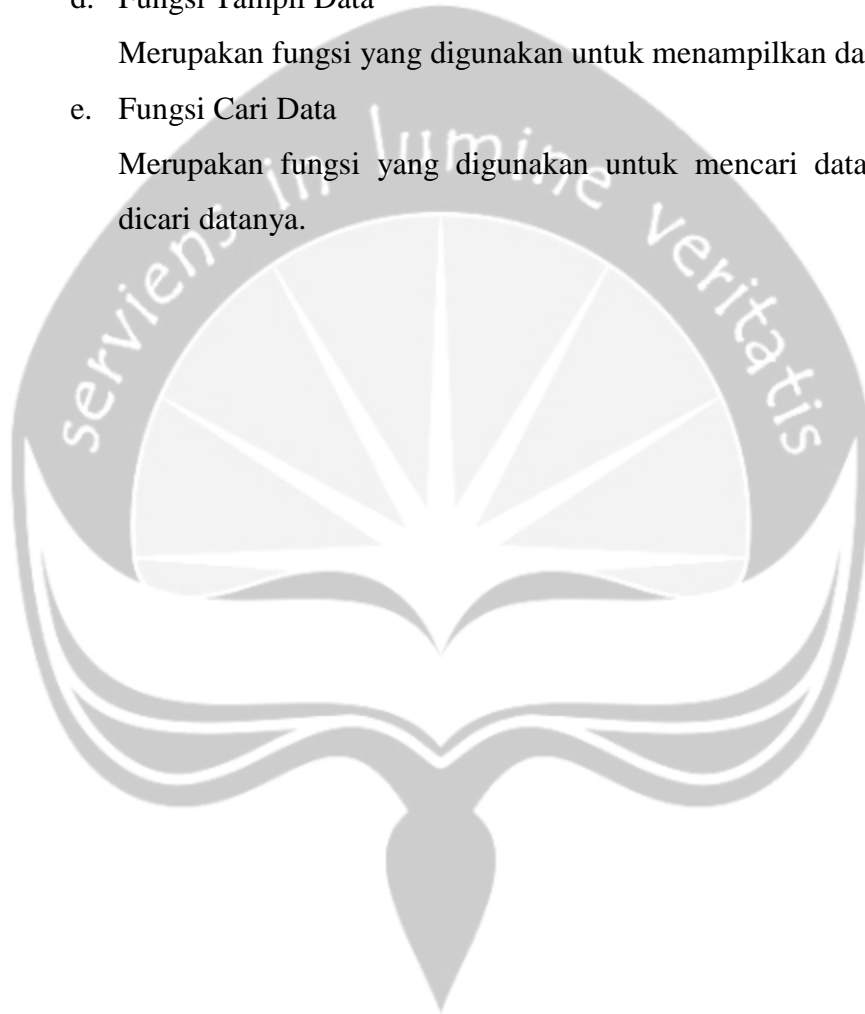 d. Fungsi Tampil Data
Merupakan fungsi yang digunakan untuk menampilkan da
e. Fungsi Cari Data
Merupakan fungsi yang digunakan untuk mencari data
dicari datanya.
serviens in lumine veritatis